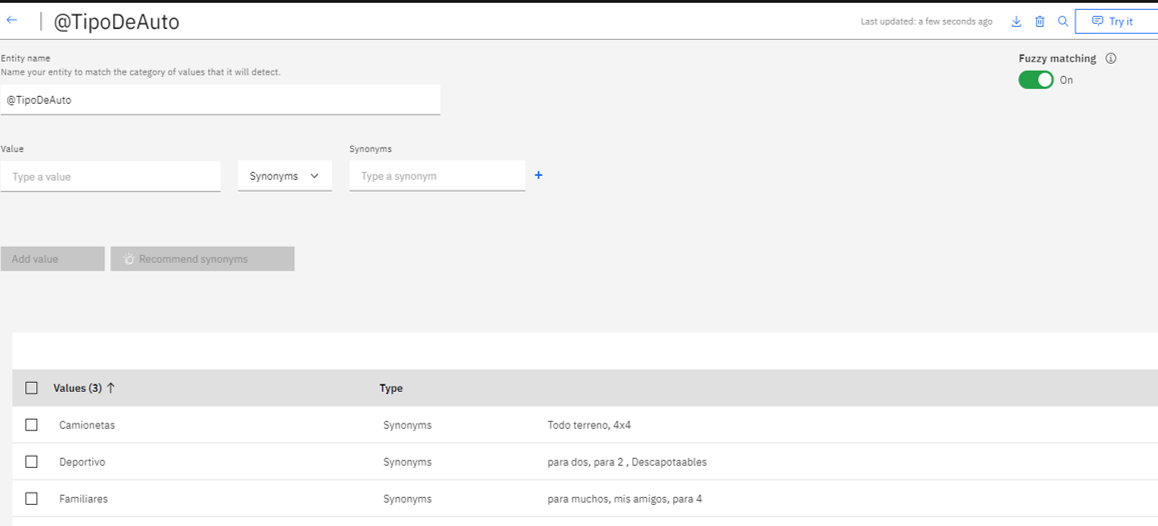 @TipoDeAuto
Last updated: a few seconds ago
Try it
Entity name
Name your entity to match the category of values that it will detect.
Fuzzy matching
On
@TipoDeAuto
Value
Synonyms
Type a value
Synonyms
Type a synonym
+
Add value
Recommend synonyms
Values (3) ↑
Type
Camionetas
Synonyms
Todo terreno, 4x4
Deportivo
Synonyms
para dos, para 2 , Descapotaables
Familiares
Synonyms
para muchos, mis amigos, para 4